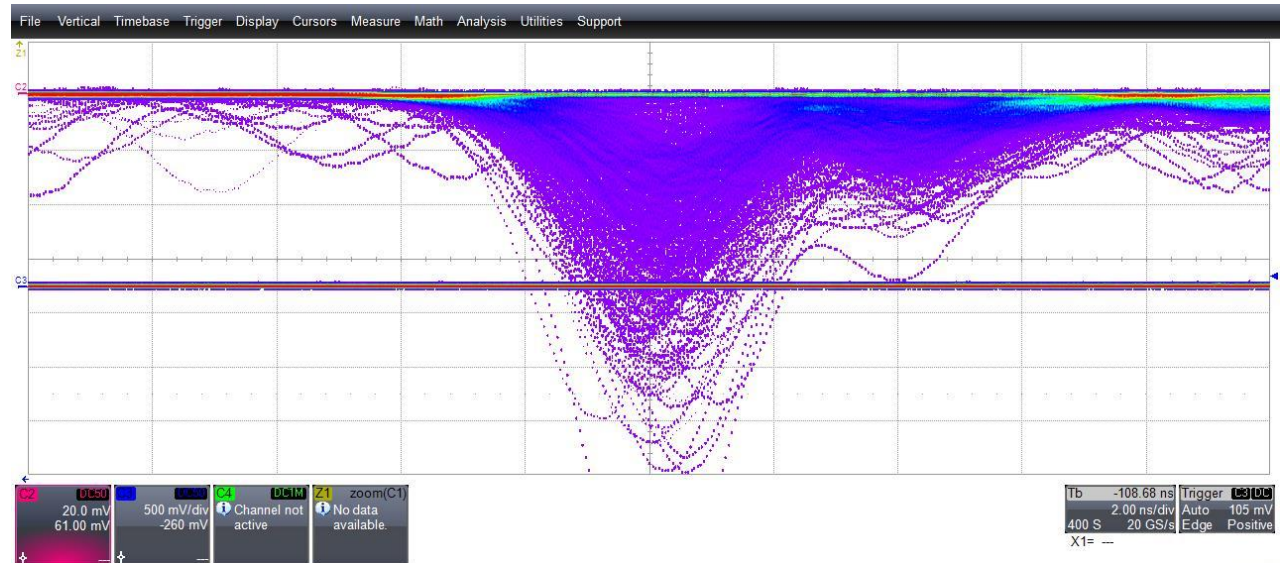 File Vertical Timebase Trigger Display Cursors Measure Math Analysis Utilities Support
Z1
C2
C3
C2 DC50
20.0 mV
61.00 mV
---
500 mV/div
-260 mV
---
C4 DC1M
Channel not
active
Z1 zoom(C1)
No data
available.
Tb -108.68 ns
2.00 ns/div
400 S 20 GS/s
Trigger C3 DC
Auto 105 mV
Edge Positive
X1= ---